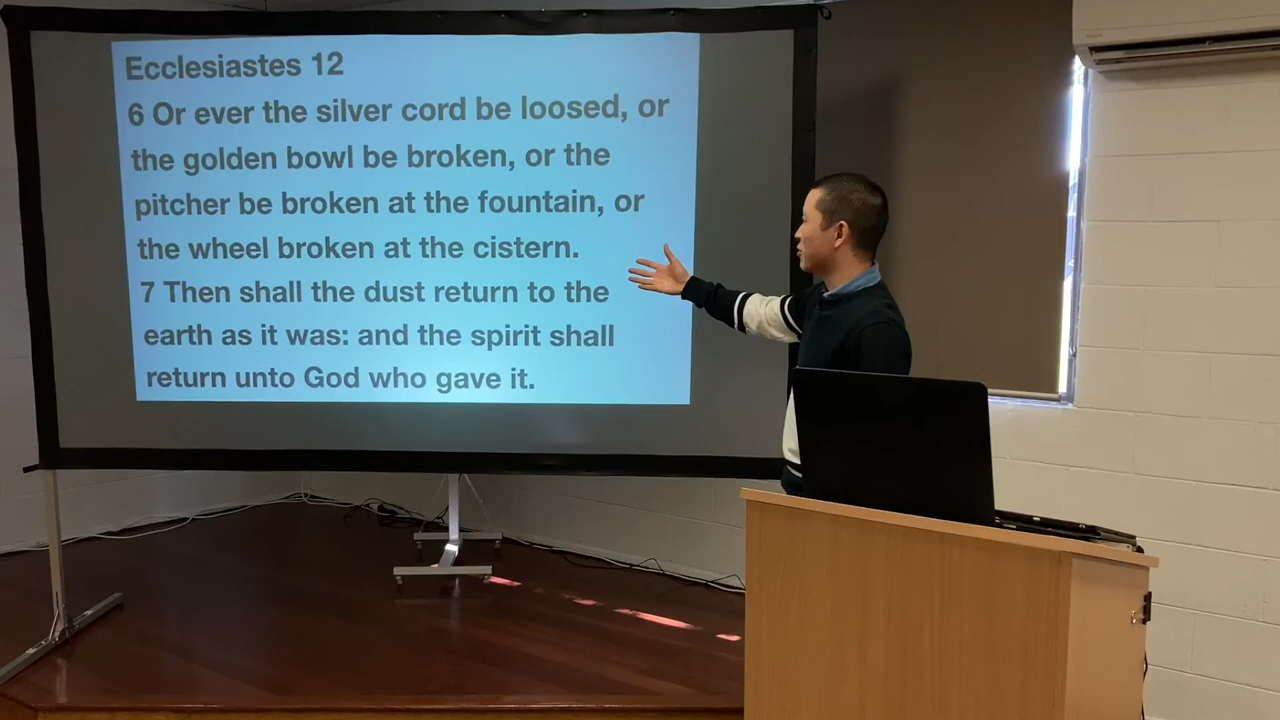 Ecclesiastes 12
6 Or ever the silver cord be loosed, or
the golden bowl be broken, or the
pitcher be broken at the fountain, or
the wheel broken at the cistern.
7 Then shall the dust return to the
earth as it was: and the spirit shall
return unto God who gave it.